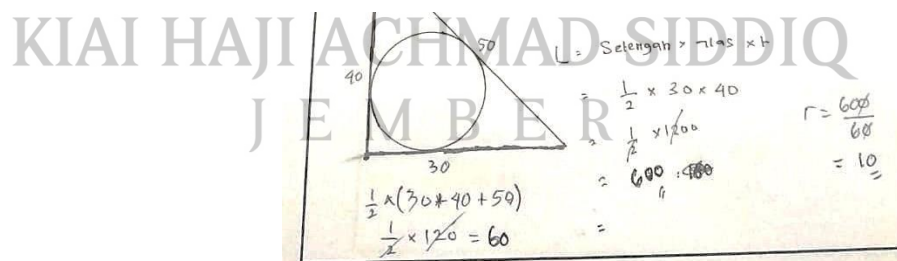 KIAI HAJI ACHMAD SIDDIQ
JEMBER
40
50
30
L = Setengah × alas × t
= 1/2 × 30 × 40
= 1/2 × 1200
= 600
=
r = 600/60
= 10
1/2 × (30+40+50)
1/2 × 120 = 60